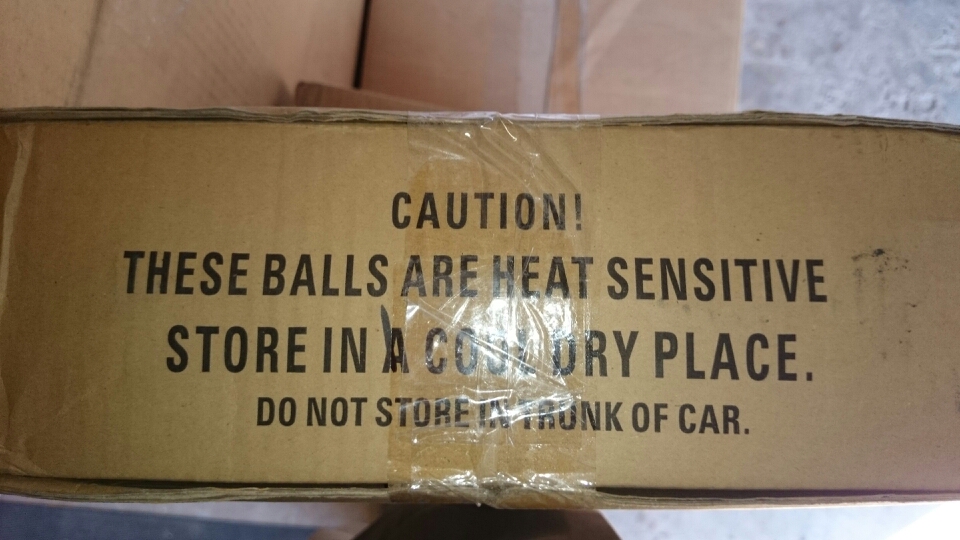 CAUTION!
THESE BALLS ARE HEAT SENSITIVE
STORE IN A COOL DRY PLACE.
DO NOT STORE IN TRUNK OF CAR.